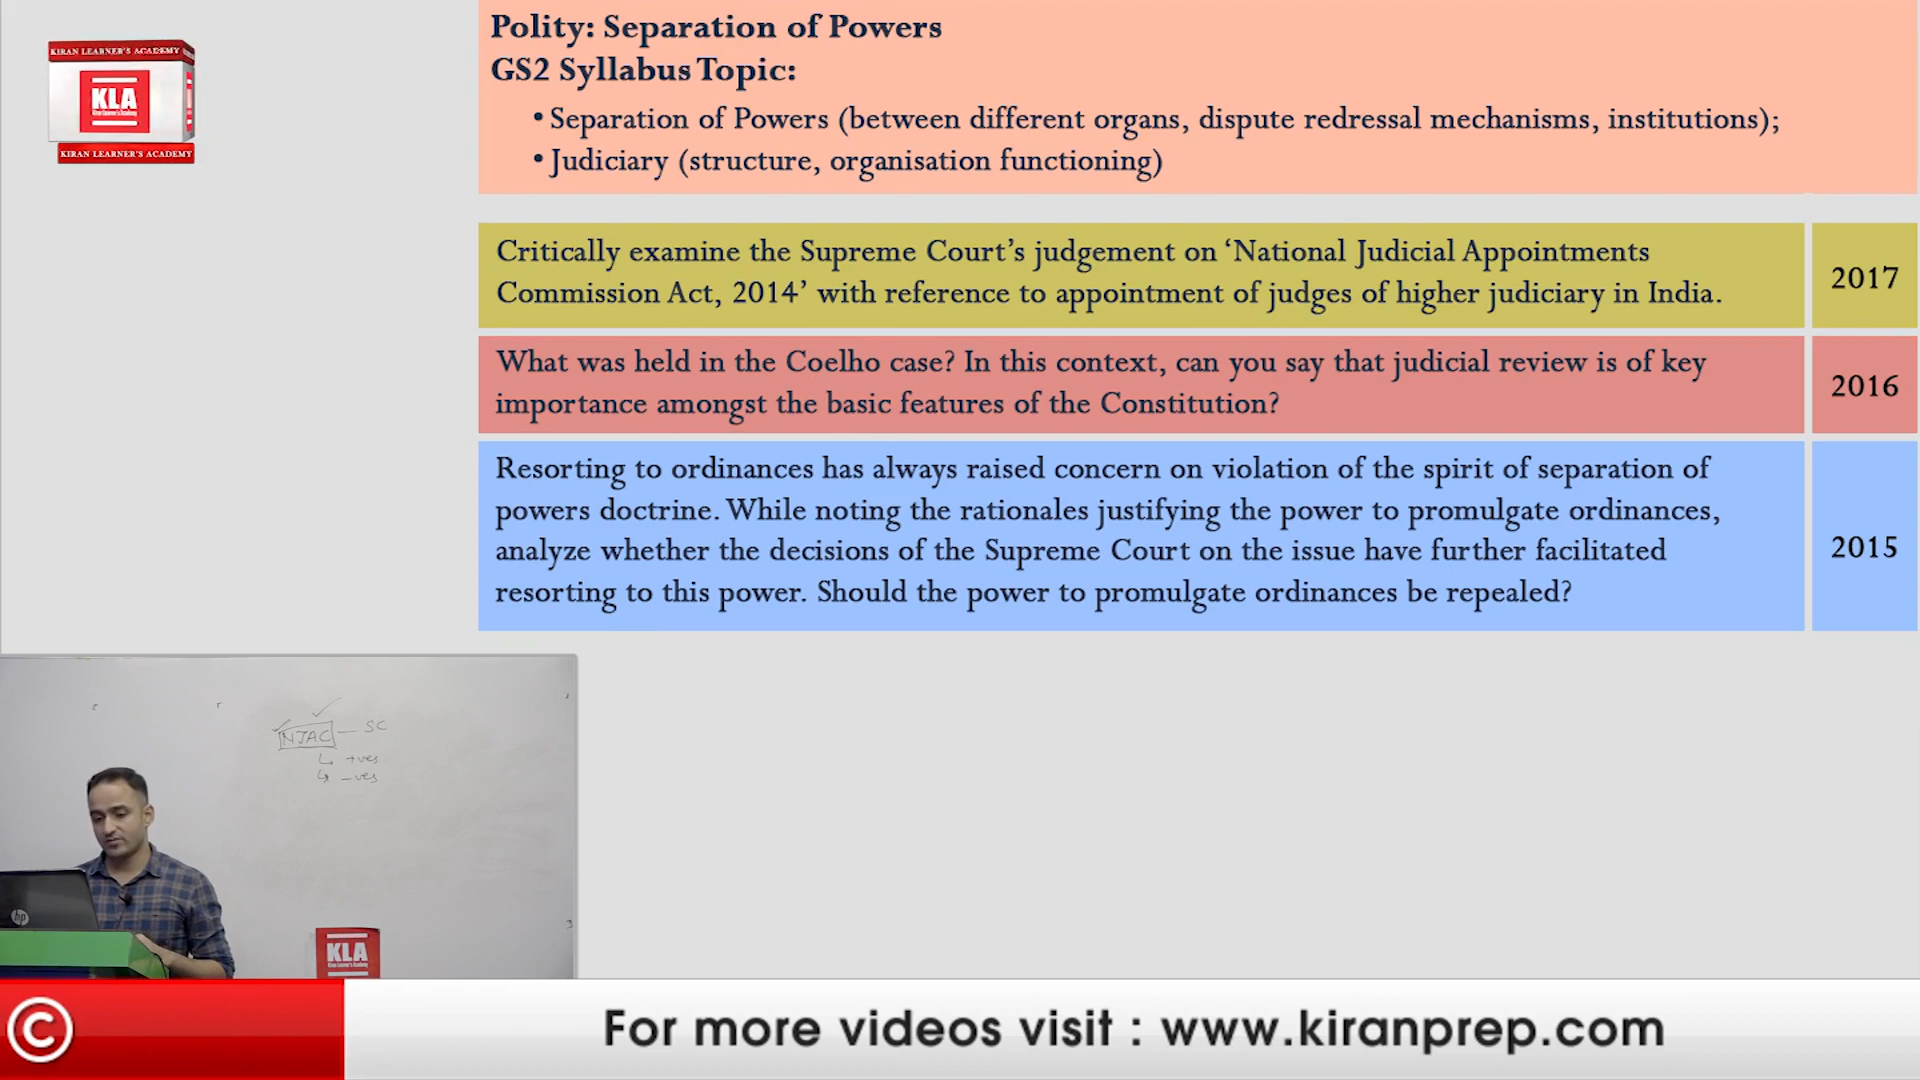 KIRAN LEARNER'S ACADEMY
KLA
Kiran Learner's Academy
KIRAN LEARNER'S ACADEMY
Polity: Separation of Powers
GS2 Syllabus Topic:
• Separation of Powers (between different organs, dispute redressal mechanisms, institutions);
• Judiciary (structure, organisation functioning)
Critically examine the Supreme Court's judgement on ‘National Judicial Appointments
Commission Act, 2014’ with reference to appointment of judges of higher judiciary in India.
2017
What was held in the Coelho case? In this context, can you say that judicial review is of key
importance amongst the basic features of the Constitution?
2016
Resorting to ordinances has always raised concern on violation of the spirit of separation of
powers doctrine. While noting the rationales justifying the power to promulgate ordinances,
analyze whether the decisions of the Supreme Court on the issue have further facilitated
resorting to this power. Should the power to promulgate ordinances be repealed?
2015
NJAC — SC
+ves
-ves
hp
KLA
Kiran Learner's Academy
©
For more videos visit : www.kiranprep.com